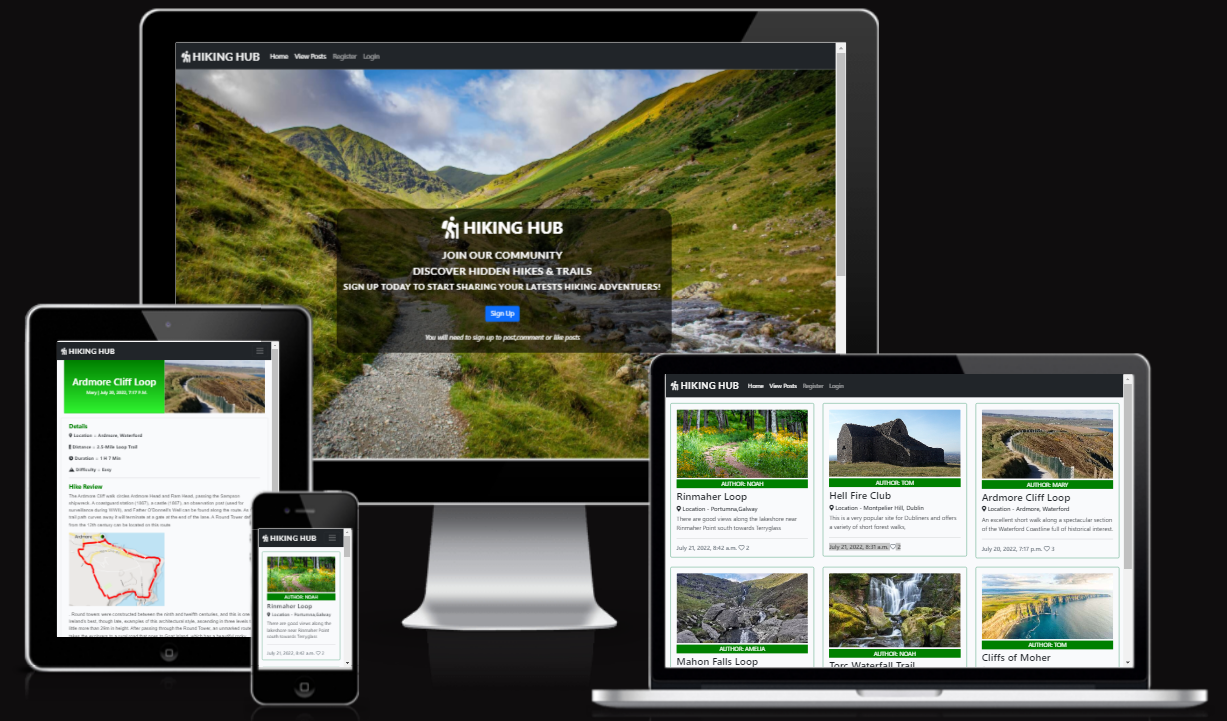 HIKING HUB Home View Posts Register Login
HIKING HUB
JOIN OUR COMMUNITY
DISCOVER HIDDEN HIKES & TRAILS
SIGN UP TODAY TO START SHARING YOUR LATESTS HIKING ADVENTUERS!
Sign Up
You will need to sign up to post,comment or like posts
HIKING HUB
Ardmore Cliff Loop
Mary | July 20, 2022, 7:17 P.m.
Details
Location - Ardmore, Waterford
Distance - 2.5-Mile Loop Trail
Duration - 1 H 7 Min
Difficulty - Easy
Hike Review
The Ardmore Cliff walk circles Ardmore Head and Ram Head, passing the Sampson
shipwreck. A coastguard station (1867), a castle (1867), an observation post (used for
surveillance during WWII), and Father O'Donnell's Well can be found along the route. As
path curves away it will terminate at a gate at the end of the lane. A Round Tower
from the 12th century can be located on this route
Ardmore
Round towers were constructed between the ninth and twelfth centuries, and this is
Ireland's best, though late, examples of this architectural style, ascending in three levels
little more than 29m in height. After passing through the Round Tower, an unmarked
HIKING HUB
AUTHOR: NOAH
Rinmaher Loop
Location - Portumna,Galway
There are good views along the
lakeshore near Rinmaher Point
south towards Terryglass
July 21, 2022, 8:42 a.m. 2
HIKING HUB Home View Posts Register Login
AUTHOR: NOAH
Rinmaher Loop
Location - Portumna,Galway
There are good views along the lakeshore near
Rinmaher Point south towards Terryglass
July 21, 2022, 8:42 a.m. 2
AUTHOR: TOM
Hell Fire Club
Location - Montpelier Hill, Dublin
This is a very popular site for Dubliners and offers
a variety of short forest walks,
July 21, 2022, 8:31 a.m. 2
AUTHOR: MARY
Ardmore Cliff Loop
Location - Ardmore, Waterford
An excellent short walk along a spectacular section
of the Waterford Coastline full of historical interest.
July 20, 2022, 7:17 p.m. 3
AUTHOR: AMELIA
Mahon Falls Loop
AUTHOR: NOAH
Torc Waterfall Trail
AUTHOR: TOM
Cliffs of Moher